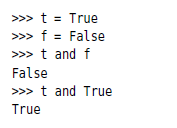 >>> t = True
>>> f = False
>>> t and f
False
>>> t and True
True